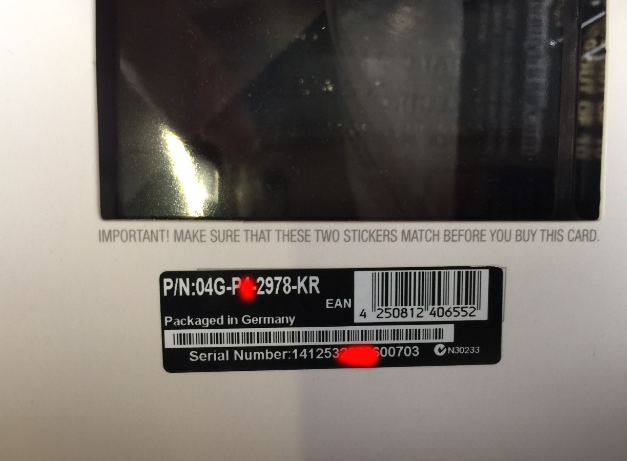 IMPORTANT! MAKE SURE THAT THESE TWO STICKERS MATCH BEFORE YOU BUY THIS CARD.
P/N:04G-P -2978-KR
EAN
4 250812 406552
Packaged in Germany
Serial Number:141253 600703
N30233